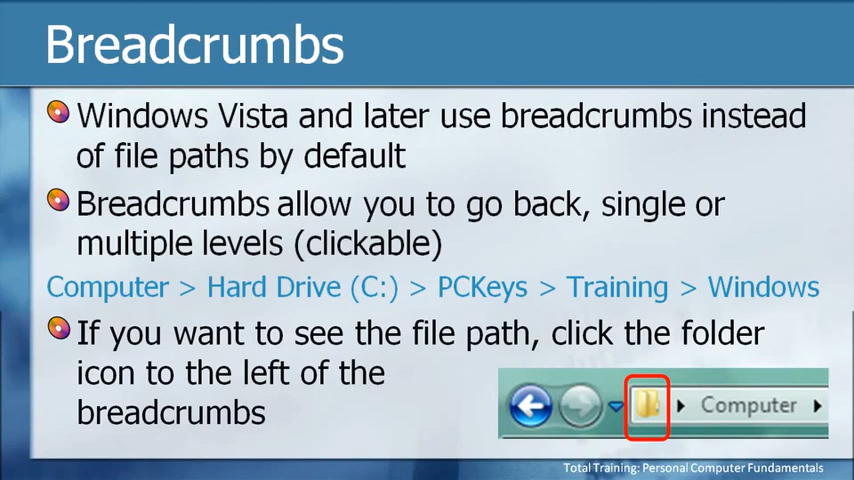 Breadcrumbs
Windows Vista and later use breadcrumbs instead
of file paths by default
Breadcrumbs allow you to go back, single or
multiple levels (clickable)
Computer > Hard Drive (C:) > PCKeys > Training > Windows
If you want to see the file path, click the folder
icon to the left of the
breadcrumbs
Computer
Total Training: Personal Computer Fundamentals